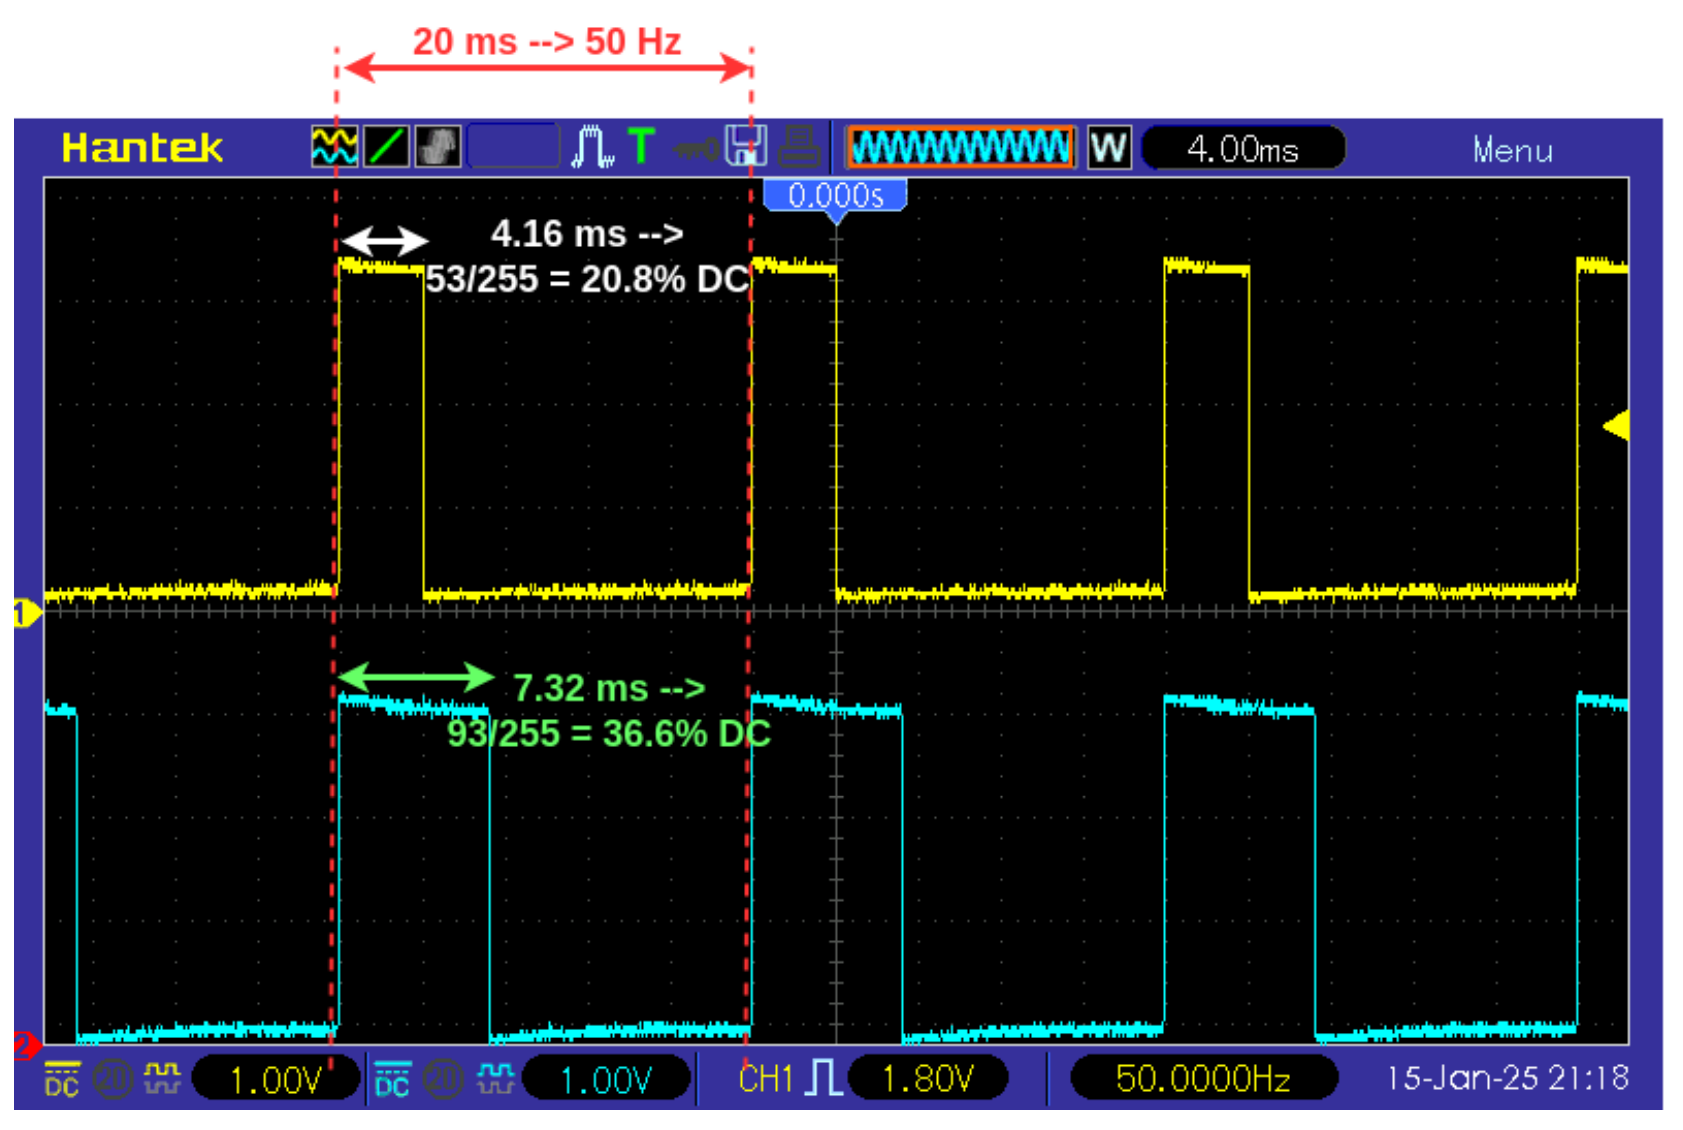 20 ms --> 50 Hz
Hantek
T
W
4.00ms
Menu
0.000s
4.16 ms -->
53/255 = 20.8% DC
1
7.32 ms -->
93/255 = 36.6% DC
2
DC 20 1.00V DC 20 1.00V CH1 1.80V 50.0000Hz 15-Jan-25 21:18